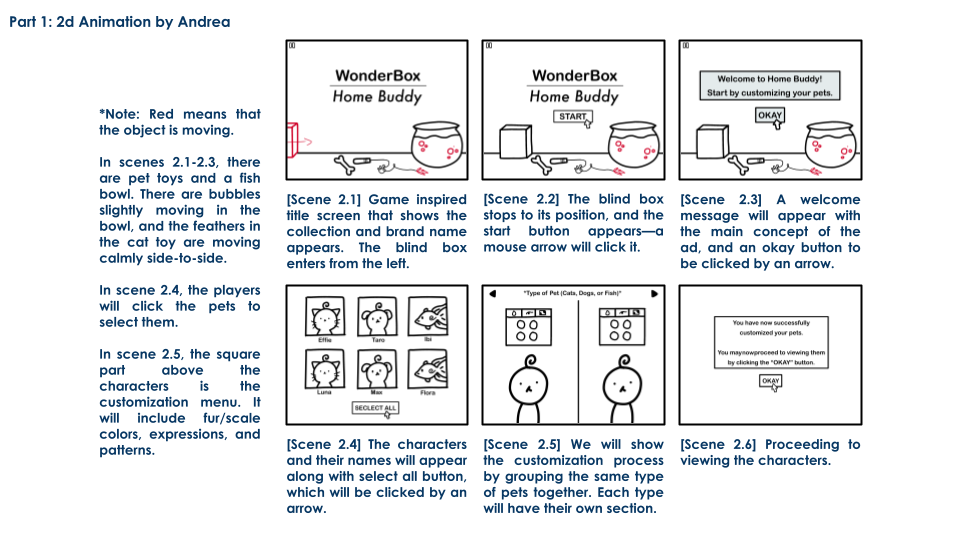 Part 1: 2d Animation by Andrea
*Note: Red means that
the object is moving.
In scenes 2.1-2.3, there
are pet toys and a fish
bowl. There are bubbles
slightly moving in the
bowl, and the feathers in
the cat toy are moving
calmly side-to-side.
In scene 2.4, the players
will click the pets to
select them.
In scene 2.5, the square
part above the
characters is the
customization menu. It
will include fur/scale
colors, expressions, and
patterns.
WonderBox
Home Buddy
[Scene 2.1] Game inspired
title screen that shows the
collection and brand name
appears. The blind box
enters from the left.
WonderBox
Home Buddy
START
[Scene 2.2] The blind box
stops to its position, and the
start button appears—a
mouse arrow will click it.
Welcome to Home Buddy!
Start by customizing your pets.
OKAY
[Scene 2.3] A welcome
message will appear with
the main concept of the
ad, and an okay button to
be clicked by an arrow.
Effie
Taro
Ibi
Luna
Max
Flora
SECLECT ALL
[Scene 2.4] The characters
and their names will appear
along with select all button,
which will be clicked by an
arrow.
"Type of Pet (Cats, Dogs, or Fish)"
[Scene 2.5] We will show
the customization process
by grouping the same type
of pets together. Each type
will have their own section.
You have now successfully
customized your pets.
You maynowproceed to viewing them
by clicking the "OKAY" button.
OKAY
[Scene 2.6] Proceeding to
viewing the characters.